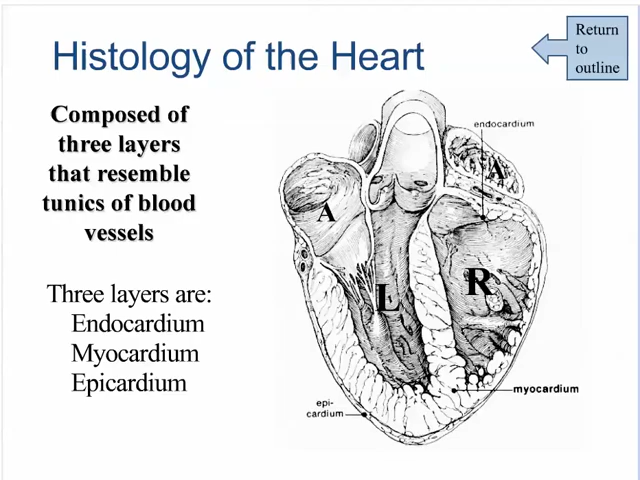 Histology of the Heart
Return
to
outline
Composed of
three layers
that resemble
tunics of blood
vessels
Three layers are:
Endocardium
Myocardium
Epicardium
endocardium
A
A
L
R
myocardium
epi-
cardium